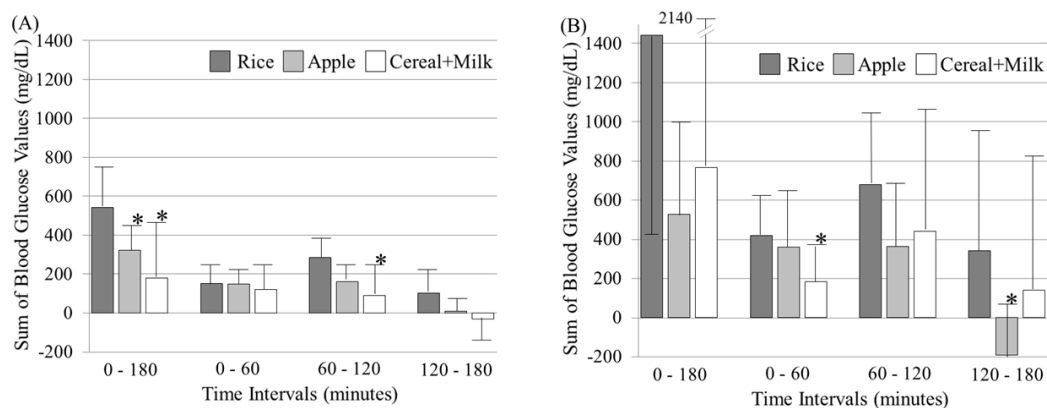 (A)
1400
1200
1000
800
600
400
200
0
-200
Sum of Blood Glucose Values (mg/dL)
Rice Apple Cereal+Milk
* *
*
0 - 180 0 - 60 60 - 120 120 - 180
Time Intervals (minutes)
(B)
2140
1400
1200
1000
800
600
400
200
0
-200
Sum of Blood Glucose Values (mg/dL)
Rice Apple Cereal+Milk
*
*
0 - 180 0 - 60 60 - 120 120 - 180
Time Intervals (minutes)